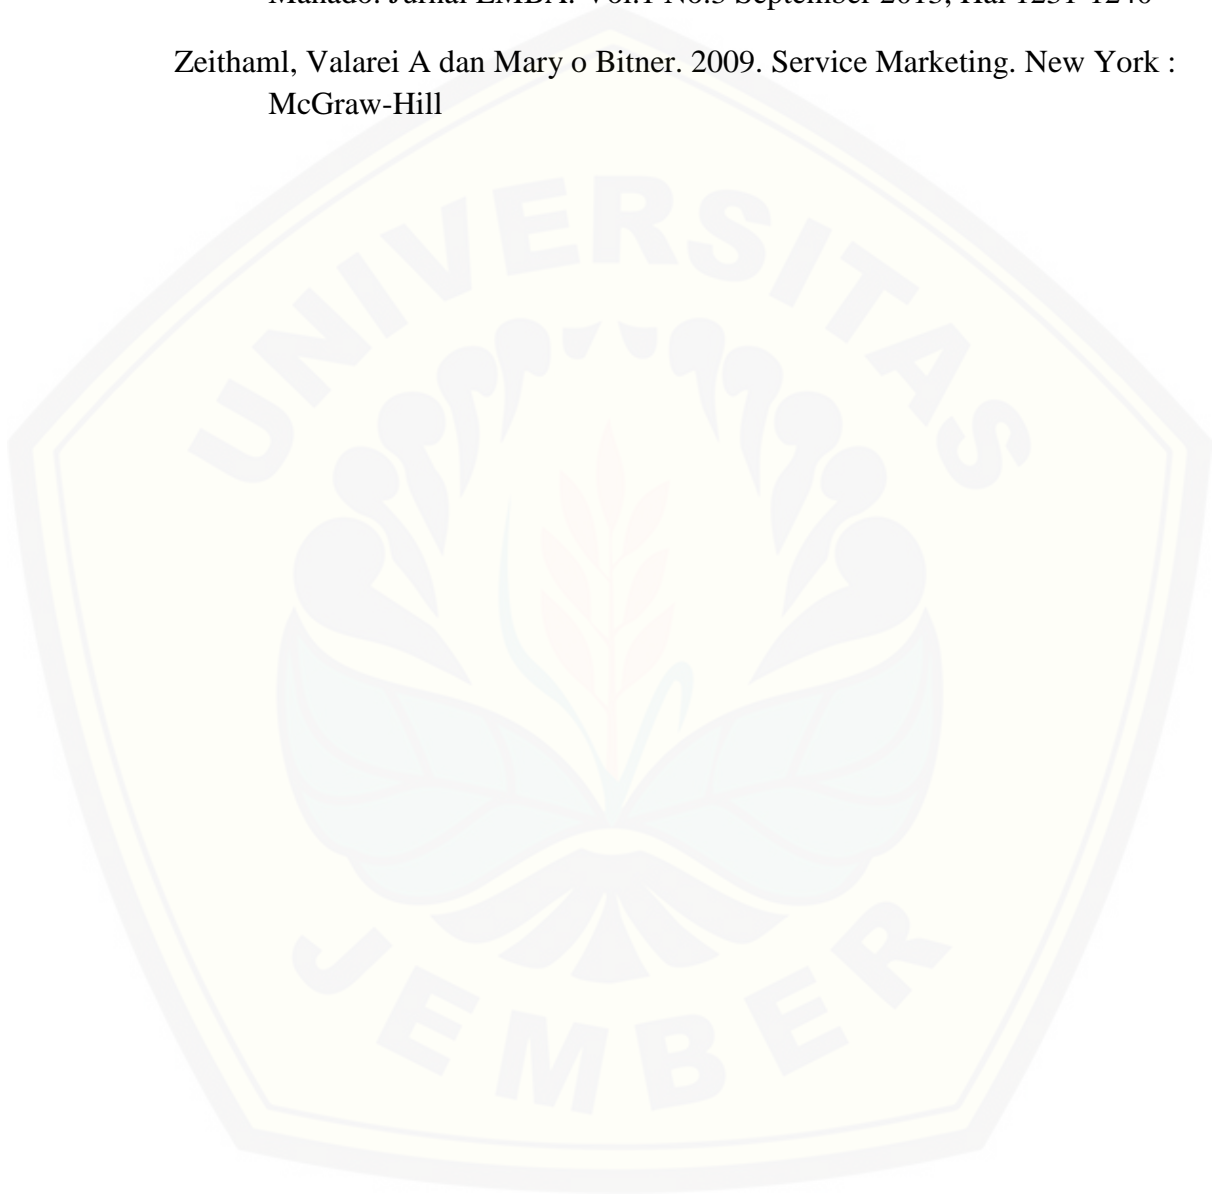 Manado. Jurnal EMBA. Vol.1 No.3 September 2013, Hal 1231-1240
Zeithaml, Valarei A dan Mary o Bitner. 2009. Service Marketing. New York :
McGraw-Hill
UNIVERSITAS
JEMBER